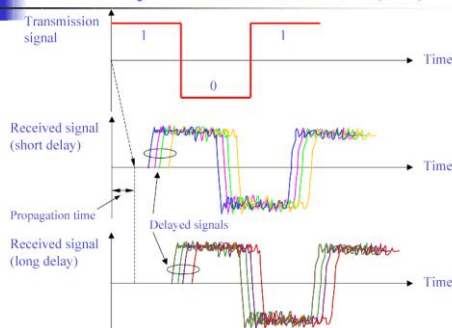 Transmission
signal
1
1
0
Time
Received signal
(short delay)
Time
Propagation time
Delayed signals
Received signal
(long delay)
Time